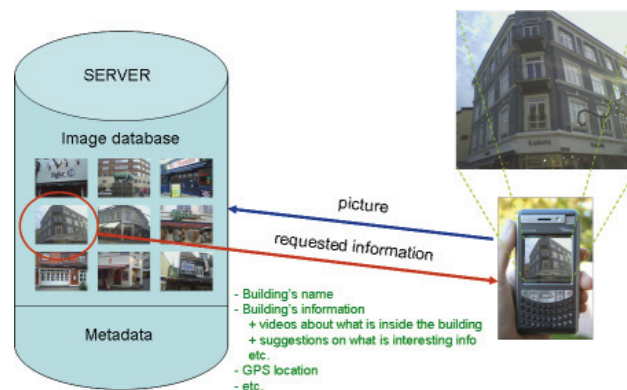 SERVER
Image database
picture
requested information
- Building's name
- Building's information
+ videos about what is inside the building
+ suggestions on what is interesting info
etc.
- GPS location
- etc.
Metadata